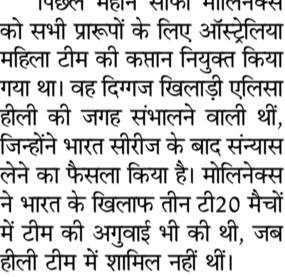 पिछले महीने सोफी मोलिनेक्स
को सभी प्रारूपों के लिए ऑस्ट्रेलिया
महिला टीम की कप्तान नियुक्त किया
गया था। वह दिग्गज खिलाड़ी एलिसा
हीली की जगह संभालने वाली थीं,
जिन्होंने भारत सीरीज के बाद संन्यास
लेने का फैसला किया है। मोलिनेक्स
ने भारत के खिलाफ तीन टी20 मैचों
में टीम की अगुवाई भी की थी, जब
हीली टीम में शामिल नहीं थीं।